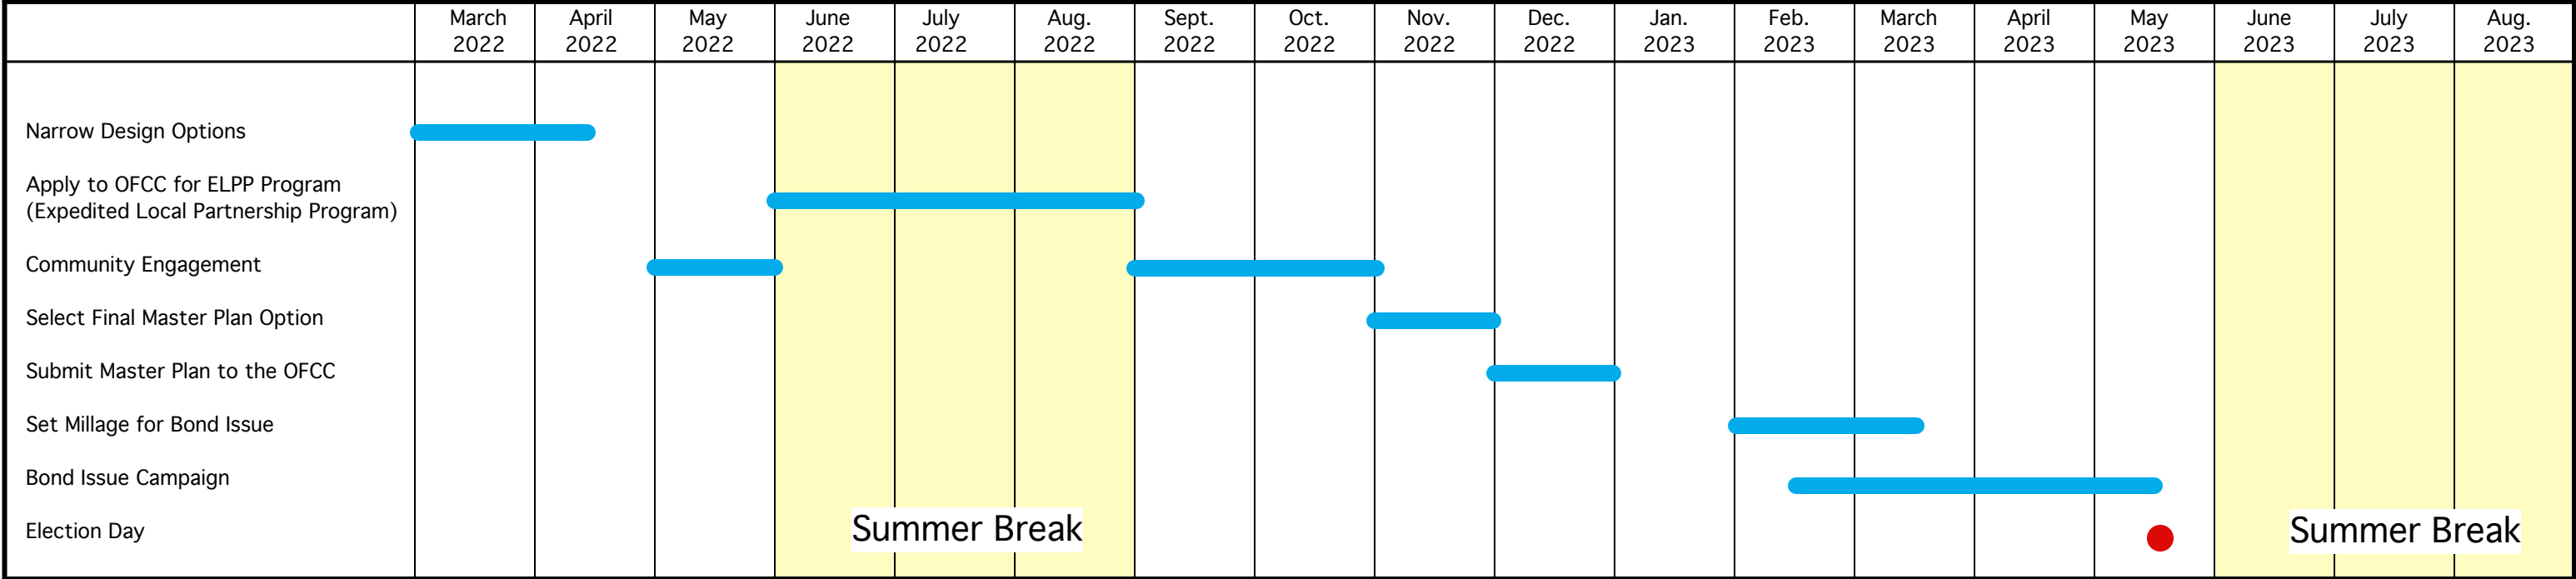 March April May June July Aug. Sept. Oct. Nov. Dec. Jan. Feb. March April May June July Aug.
2022 2022 2022 2022 2022 2022 2022 2022 2022 2022 2023 2023 2023 2023 2023 2023 2023 2023
Narrow Design Options
Apply to OFCC for ELPP Program
(Expedited Local Partnership Program)
Community Engagement
Select Final Master Plan Option
Submit Master Plan to the OFCC
Set Millage for Bond Issue
Bond Issue Campaign
Election Day
Summer Break
Summer Break